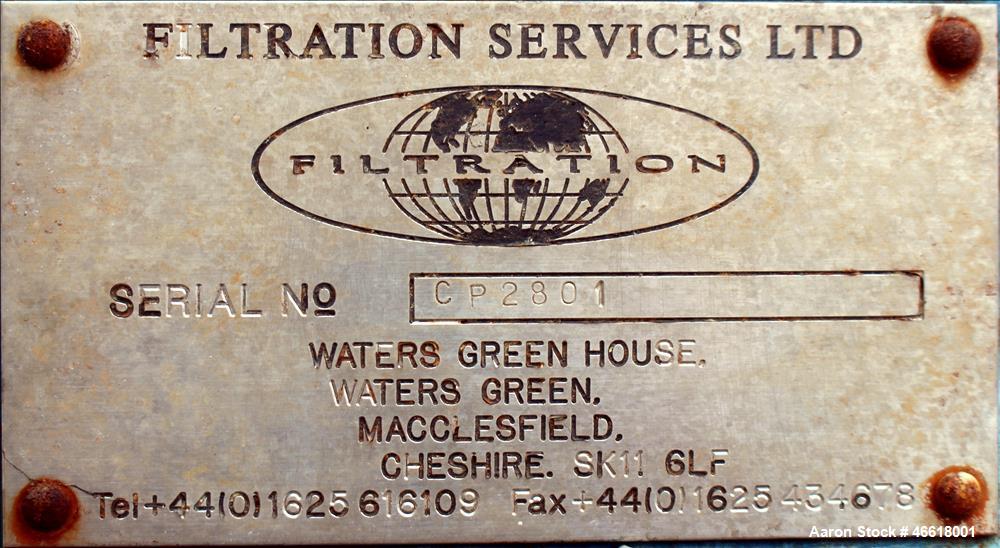 FILTRATION SERVICES LTD
FILTRATION
SERIAL No CP2801
WATERS GREEN HOUSE.
WATERS GREEN.
MACCLESFIELD.
CHESHIRE. SK11 6LF
Tel+44(0)1625 616109 Fax+44(0)1625 434678
Aaron Stock # 46618001